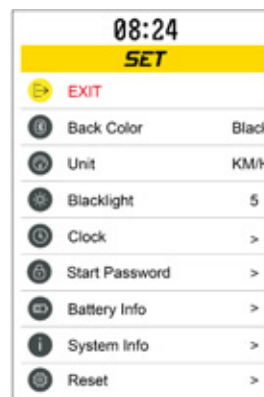 08:24
SET
EXIT
Back Color Black
Unit KM/H
Blacklight 5
Clock >
Start Password >
Battery Info >
System Info >
Reset >